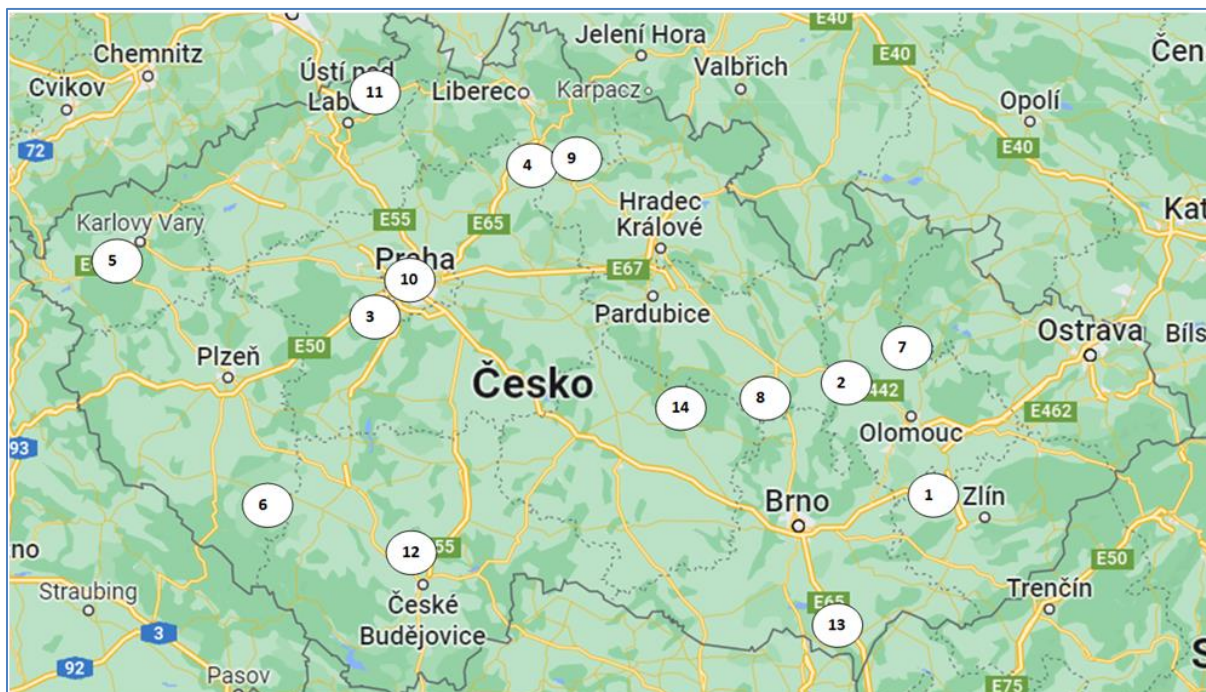 E40
Chemnitz
Jelení Hora
Čen
Cvikov
Ústí nad
Liberec
Karpacz
Valbřich
E40
11
Opolí
72
4
9
E40
Hradec
Králové
Kat
Karlovy Vary
E55
E65
5
Praha
10
E67
3
Pardubice
Ostrava
Bíls
Plzeň
E50
7
Česko
2
442
8
14
E462
Olomouc
93
1
Zlín
6
Brno
no
12
55
E50
Straubing
České
Budějovice
E65
Trenčín
3
13
92
Pasov
E75
S